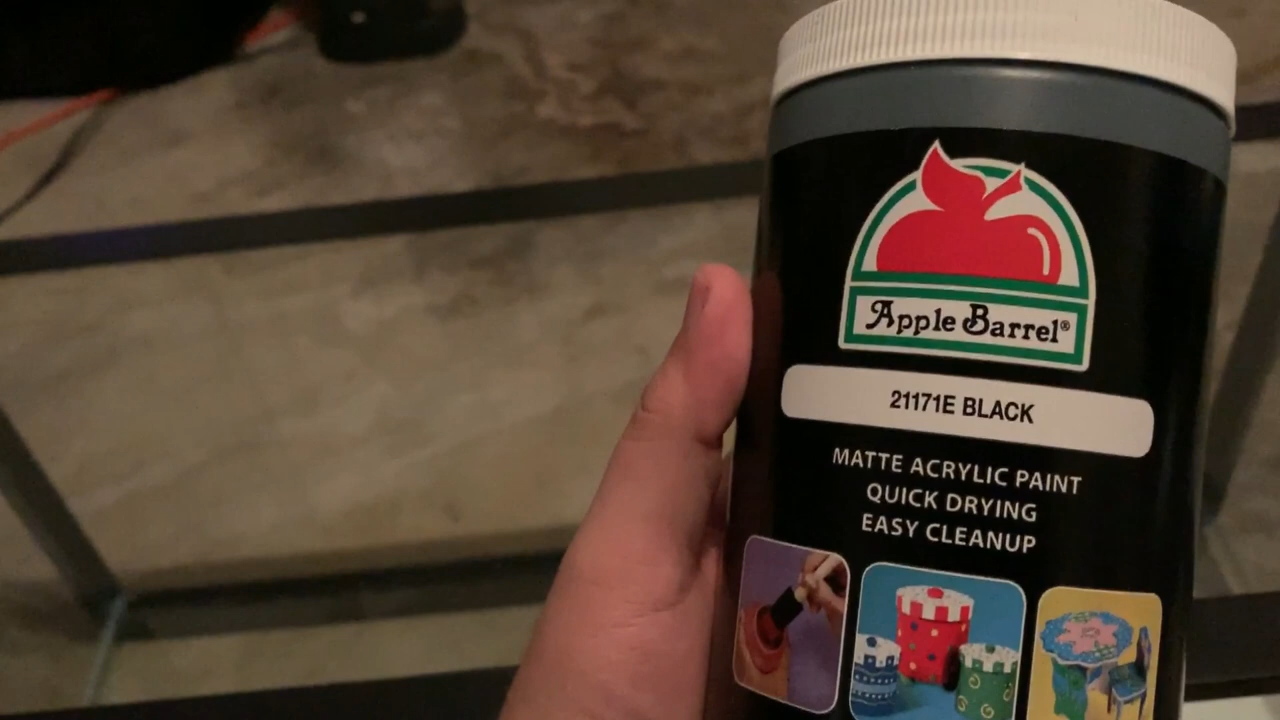 Apple Barrel®
21171E BLACK
MATTE ACRYLIC PAINT
QUICK DRYING
EASY CLEANUP